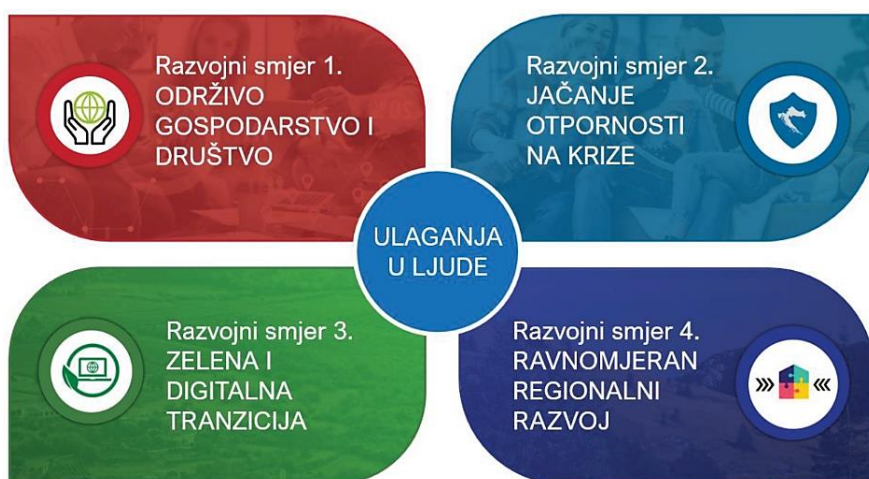 Razvojni smjer 1.
ODRŽIVO
GOSPODARSTVO I
DRUŠTVO
Razvojni smjer 2.
JAČANJE
OTPORNOSTI
NA KRIZE
ULAGANJA
U LJUDE
Razvojni smjer 3.
ZELENA I
DIGITALNA
TRANZICIJA
Razvojni smjer 4.
RAVNOMJERAN
REGIONALNI
RAZVOJ